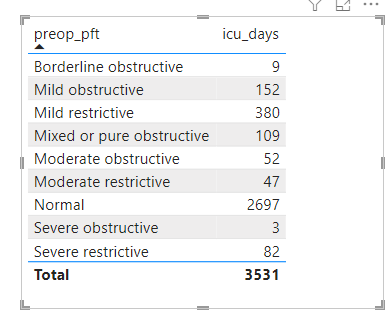 preop_pft icu_days
Borderline obstructive 9
Mild obstructive 152
Mild restrictive 380
Mixed or pure obstructive 109
Moderate obstructive 52
Moderate restrictive 47
Normal 2697
Severe obstructive 3
Severe restrictive 82
Total 3531